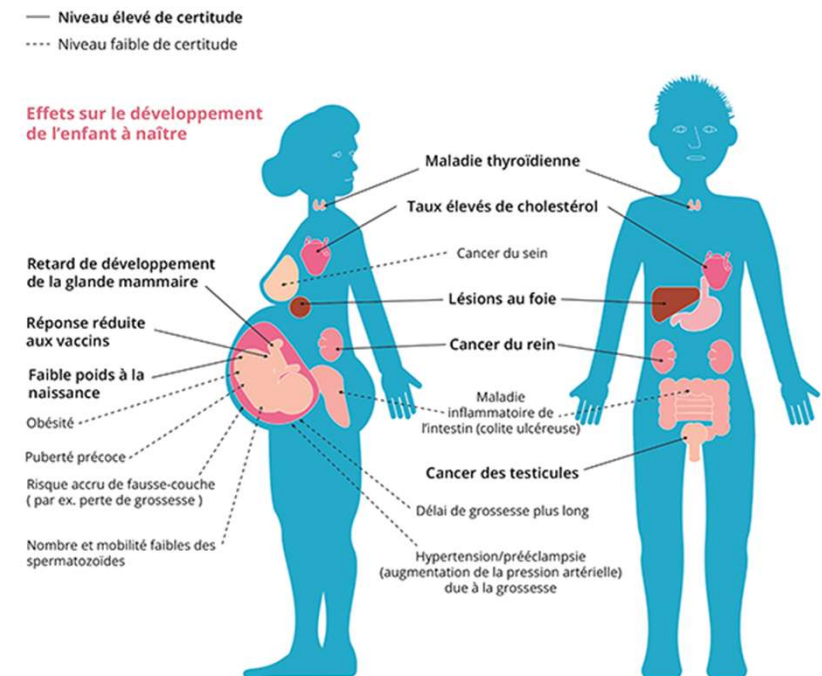 Niveau élevé de certitude
Niveau faible de certitude
Effets sur le développement
de l'enfant à naître
Maladie thyroïdienne
Taux élevés de cholestérol
Cancer du sein
Retard de développement
de la glande mammaire
Lésions au foie
Réponse réduite
aux vaccins
Cancer du rein
Faible poids à la
naissance
Maladie
inflammatoire de
l'intestin (colite ulcéreuse)
Obésité
Puberté précoce
Cancer des testicules
Risque accru de fausse-couche
( par ex. perte de grossesse )
Délai de grossesse plus long
Nombre et mobilité faibles des
spermatozoïdes
Hypertension/prééclampsie
(augmentation de la pression artérielle)
due à la grossesse